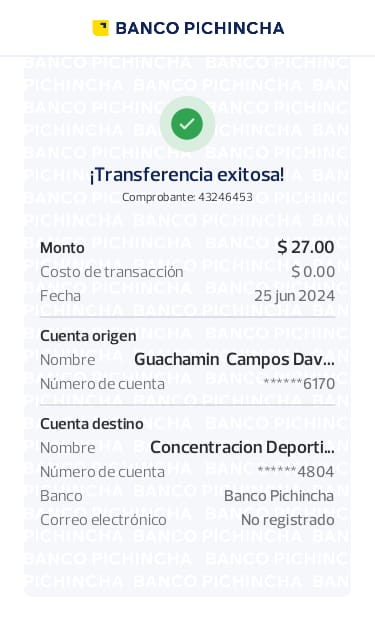 BANCO PICHINCHA
¡Transferencia exitosa!
Comprobante: 43246453
Monto $ 27.00
Costo de transacción $ 0.00
Fecha 25 jun 2024
Cuenta origen
Nombre Guachamin Campos Dav...
Número de cuenta ******6170
Cuenta destino
Nombre Concentracion Deporti...
Número de cuenta ******4804
Banco Banco Pichincha
Correo electrónico No registrado